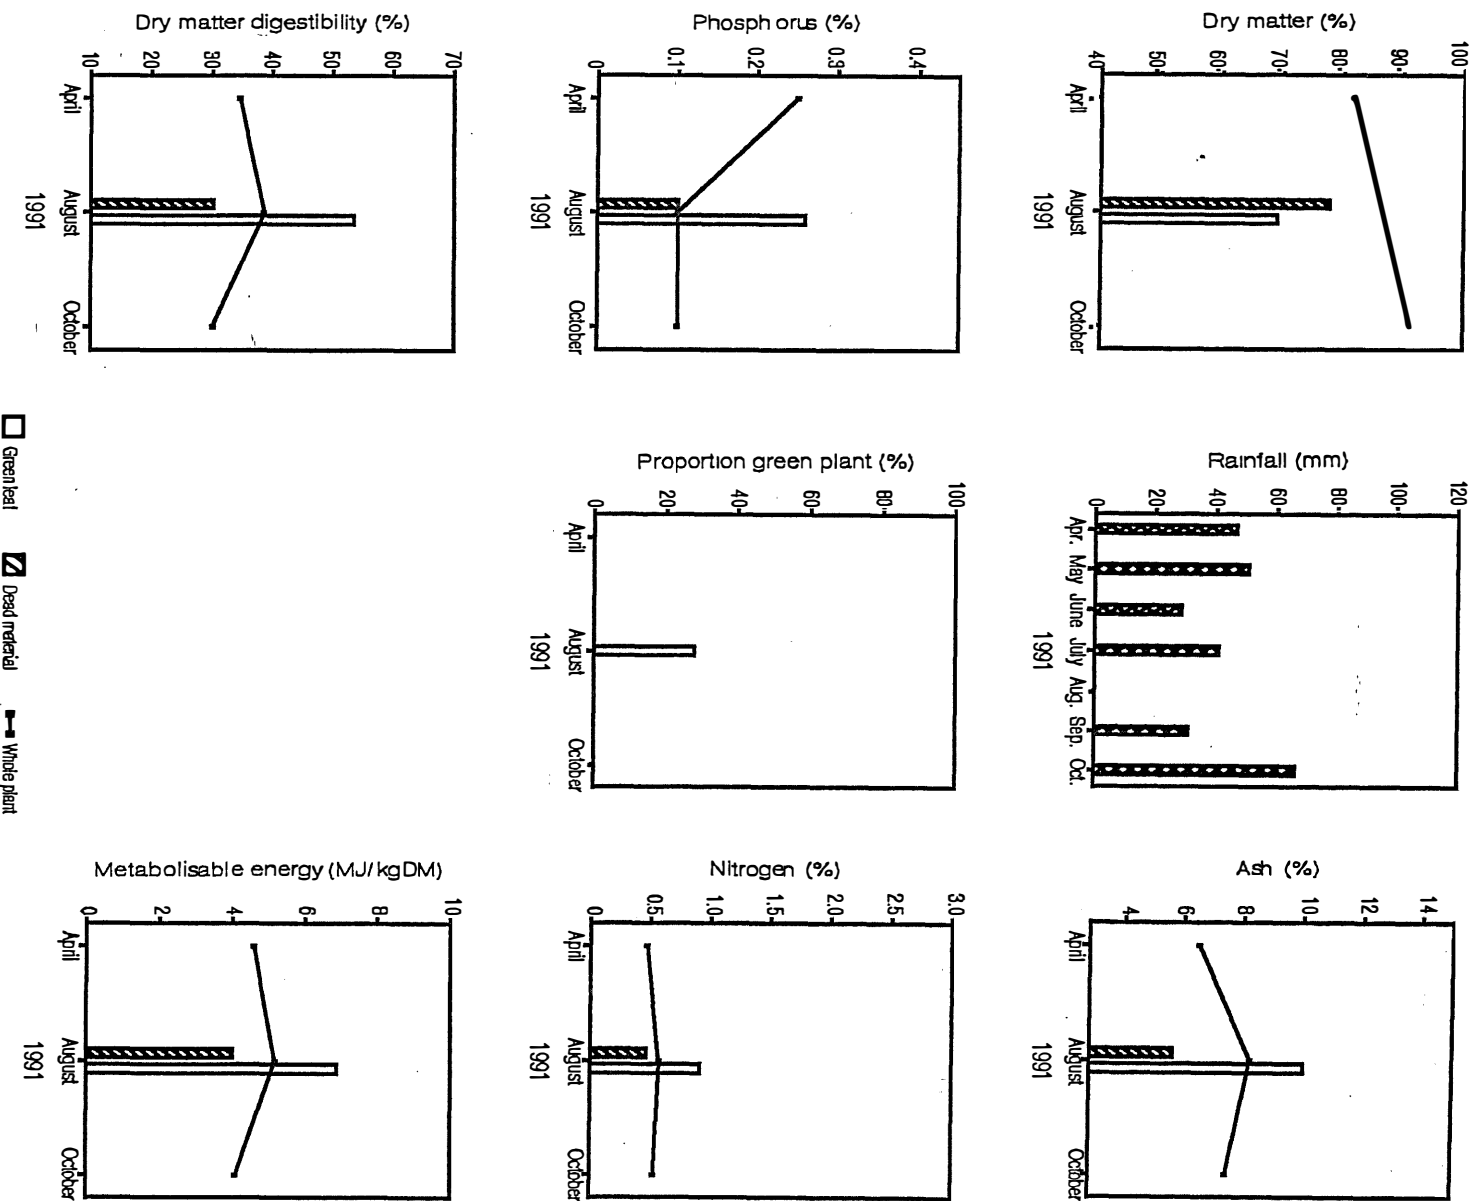 Dry matter (%)
100
90
80
70
60
50
40
April
August
October
1991
Rainfall (mm)
120
100
80
60
40
20
0
Apr. May June July Aug. Sep. Oct.
1991
Ash (%)
14
12
10
8
6
4
April
August
October
1991
Phosph orus (%)
0.4
0.3
0.2
0.1
0
April
August
October
1991
Proportion green plant (%)
100
80
60
40
20
0
April
August
October
1991
Nitrogen (%)
3.0
2.5
2.0
1.5
1.0
0.5
0
April
August
October
1991
Dry matter digestibility (%)
70
60
50
40
30
20
10
April
August
October
1991
Metabolisable energy (MJ/kgDM)
10
8
6
4
2
0
April
August
October
1991
Green leaf
Dead material
Whole plant